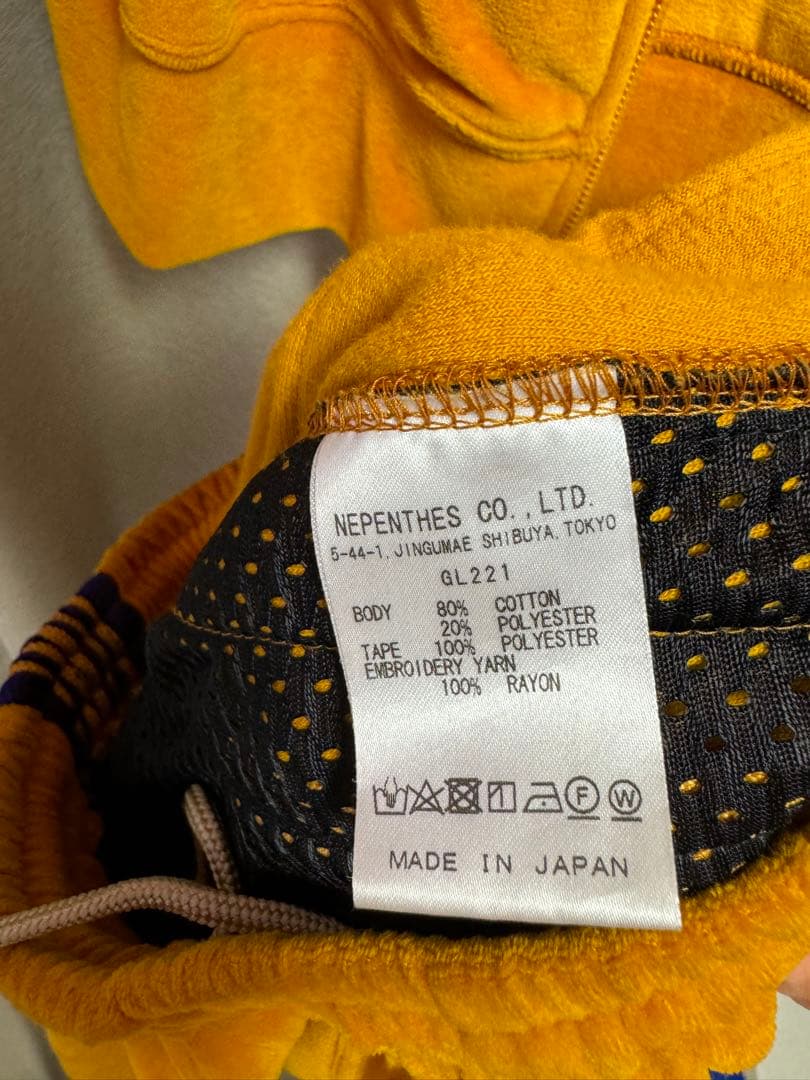 NEPENTHES CO.,LTD.
5-44-1, JINGUMAE SHIBUYA, TOKYO
GL221
BODY 80% COTTON
20% POLYESTER
TAPE 100% POLYESTER
EMBROIDERY YARN
100% RAYON
F W
MADE IN JAPAN